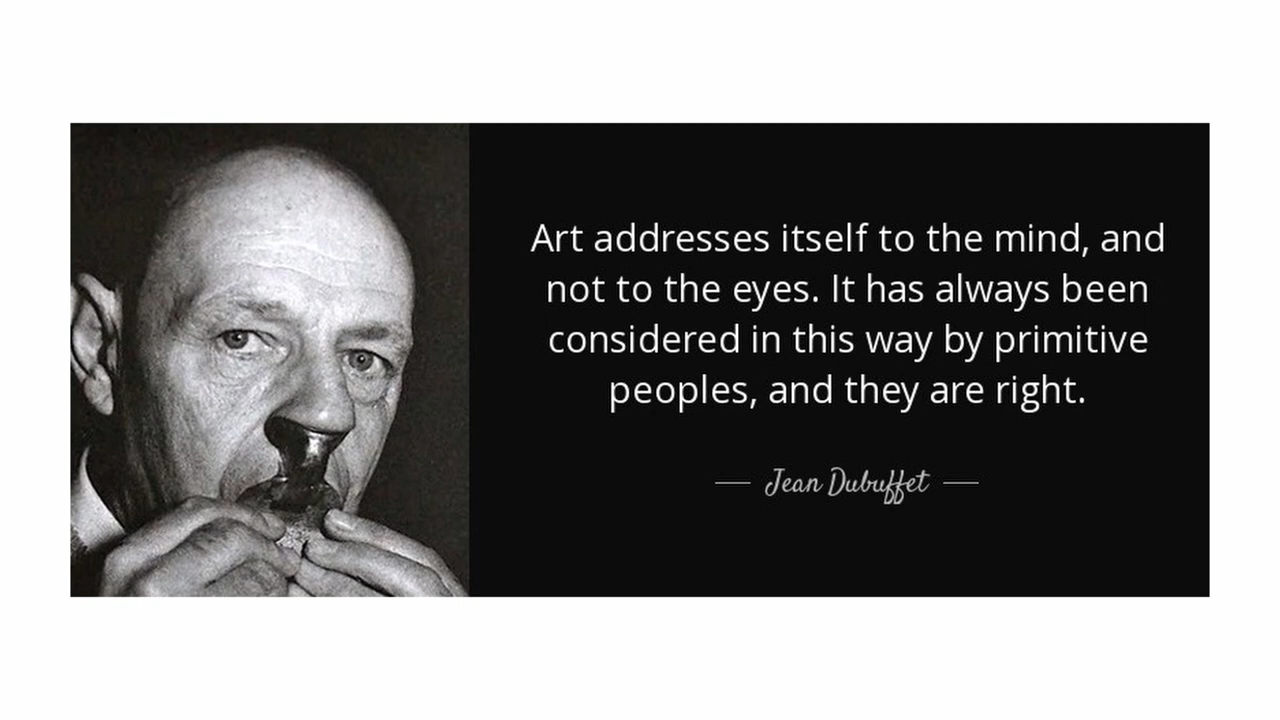 Art addresses itself to the mind, and
not to the eyes. It has always been
considered in this way by primitive
peoples, and they are right.
Jean Dubuffet